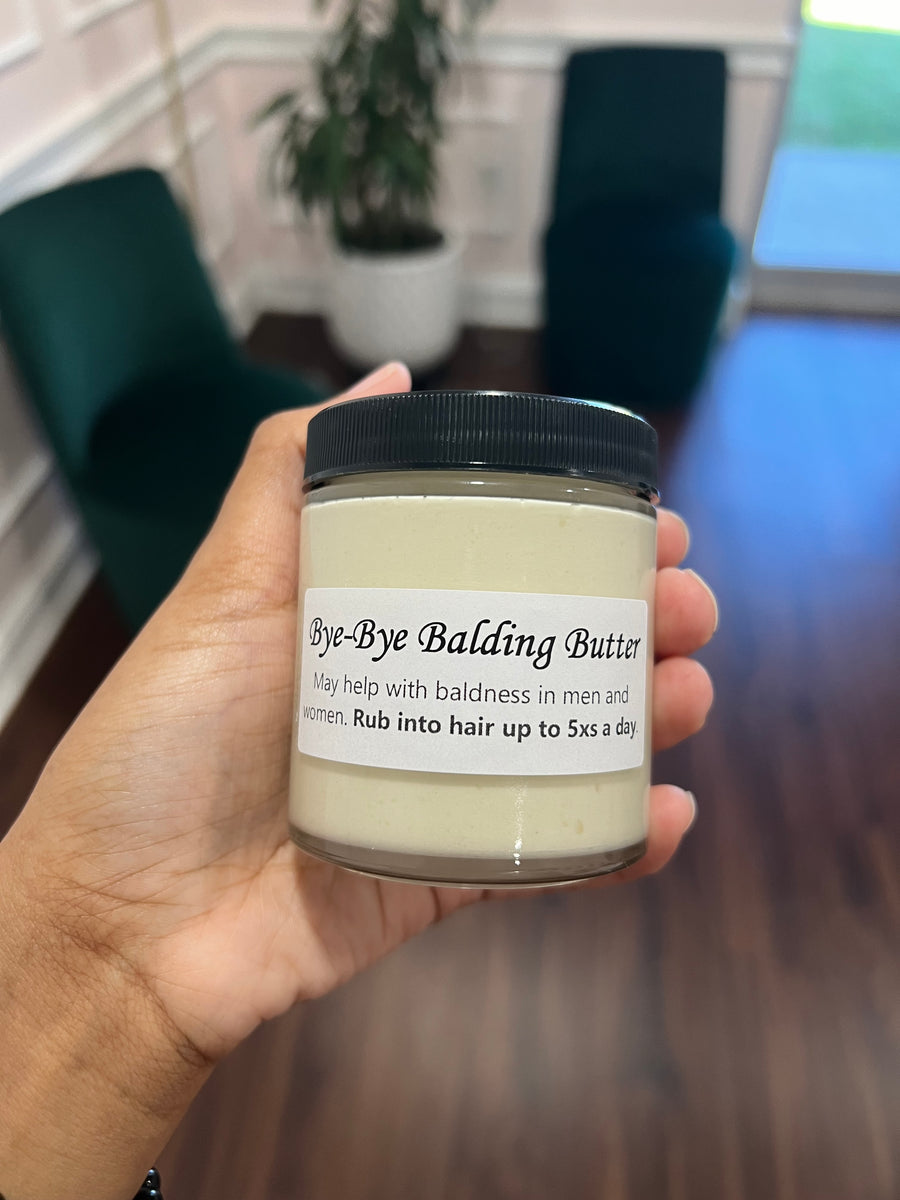 Bye-Bye Balding Butter
May help with baldness in men and
women. Rub into hair up to 5xs a day.